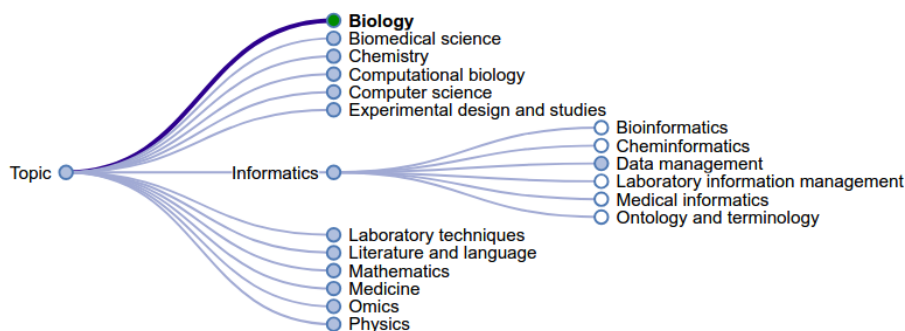 Biology
Biomedical science
Chemistry
Computational biology
Computer science
Experimental design and studies
Bioinformatics
Cheminformatics
Data management
Topic
Informatics
Laboratory information management
Medical informatics
Ontology and terminology
Laboratory techniques
Literature and language
Mathematics
Medicine
Omics
Physics